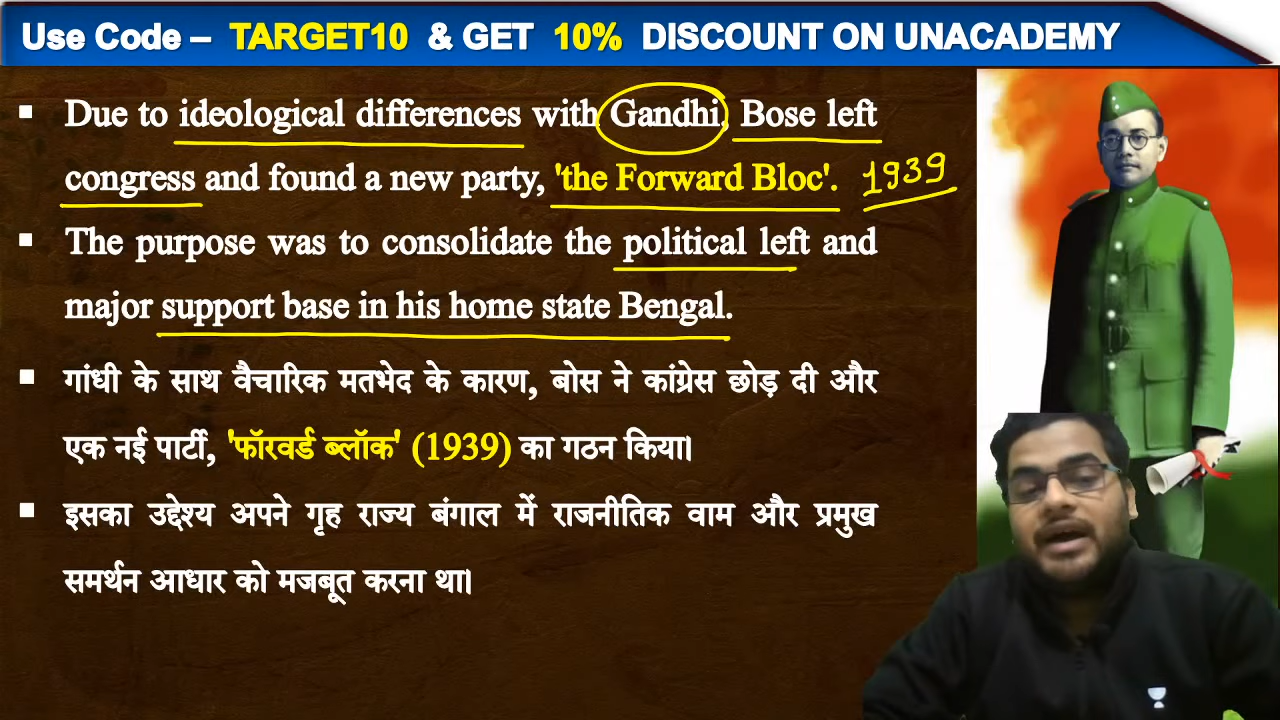 Use Code – TARGET10 & GET 10% DISCOUNT ON UNACADEMY
▪ Due to ideological differences with Gandhi, Bose left
congress and found a new party, 'the Forward Bloc'. 1939
▪ The purpose was to consolidate the political left and
major support base in his home state Bengal.
▪ गांधी के साथ वैचारिक मतभेद के कारण, बोस ने कांग्रेस छोड़ दी और
एक नई पार्टी, 'फॉरवर्ड ब्लॉक' (1939) का गठन किया।
▪ इसका उद्देश्य अपने गृह राज्य बंगाल में राजनीतिक वाम और प्रमुख
समर्थन आधार को मजबूत करना था।